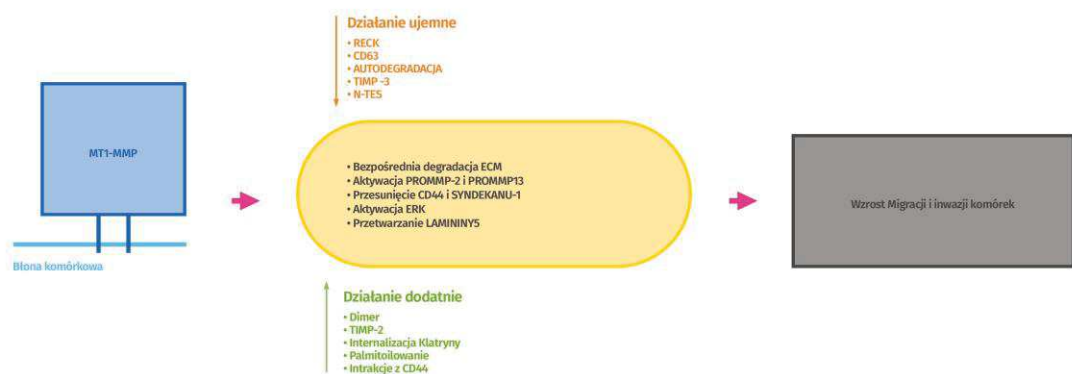 Działanie ujemne
• RECK
• CD63
• AUTODEGRADACJA
• TIMP -3
• N-TES
MT1-MMP
• Bezpośrednia degradacja ECM
• Aktywacja PROMMP-2 i PROMMP13
• Przesunięcie CD44 i SYNDEKANU-1
• Aktywacja ERK
• Przetwarzanie LAMININY5
Wzrost Migracji i inwazji komórek
Błona komórkowa
Działanie dodatnie
• Dimer
• TIMP-2
• Internalizacja Klatryny
• Palmitoilowanie
• Intrakcje z CD44